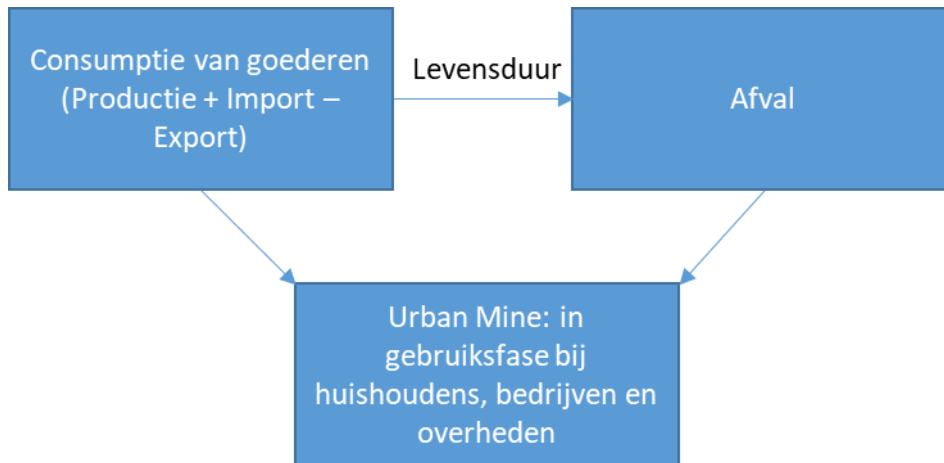 Consumptie van goederen
(Productie + Import –
Export)
Levensduur
Afval
Urban Mine: in
gebruiksfase bij
huishoudens, bedrijven en
overheden